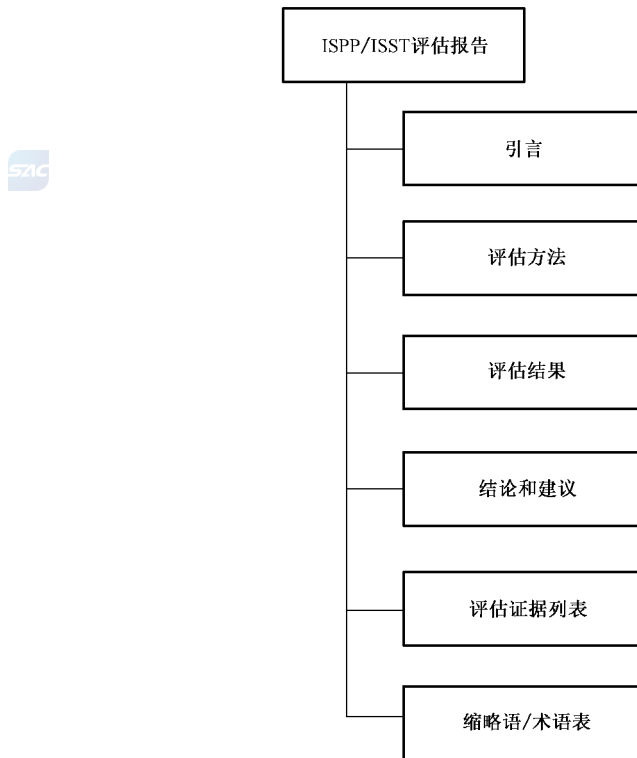 ISPP/ISST评估报告
引言
SAC
评估方法
评估结果
结论和建议
评估证据列表
缩略语/术语表